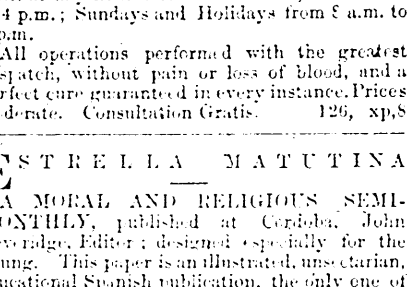 4 p.m.; Sundays and Holidays from 8 a.m. to
p.m.
All operations performed with the greatest
spatch, without pain or loss of blood, and a
rfect cure guaranteed in every instance. Prices
derate. Consultation Gratis. 126, xp,8
ESTRELLA MATUTINA
A MORAL AND RELIGIOUS SEMI-
ONTHLY, published at Cordoba, John
everidge, Editor; designed especially for the
ung. This paper is an illustrated, unsectarian,
ucational Spanish publication, the only one of